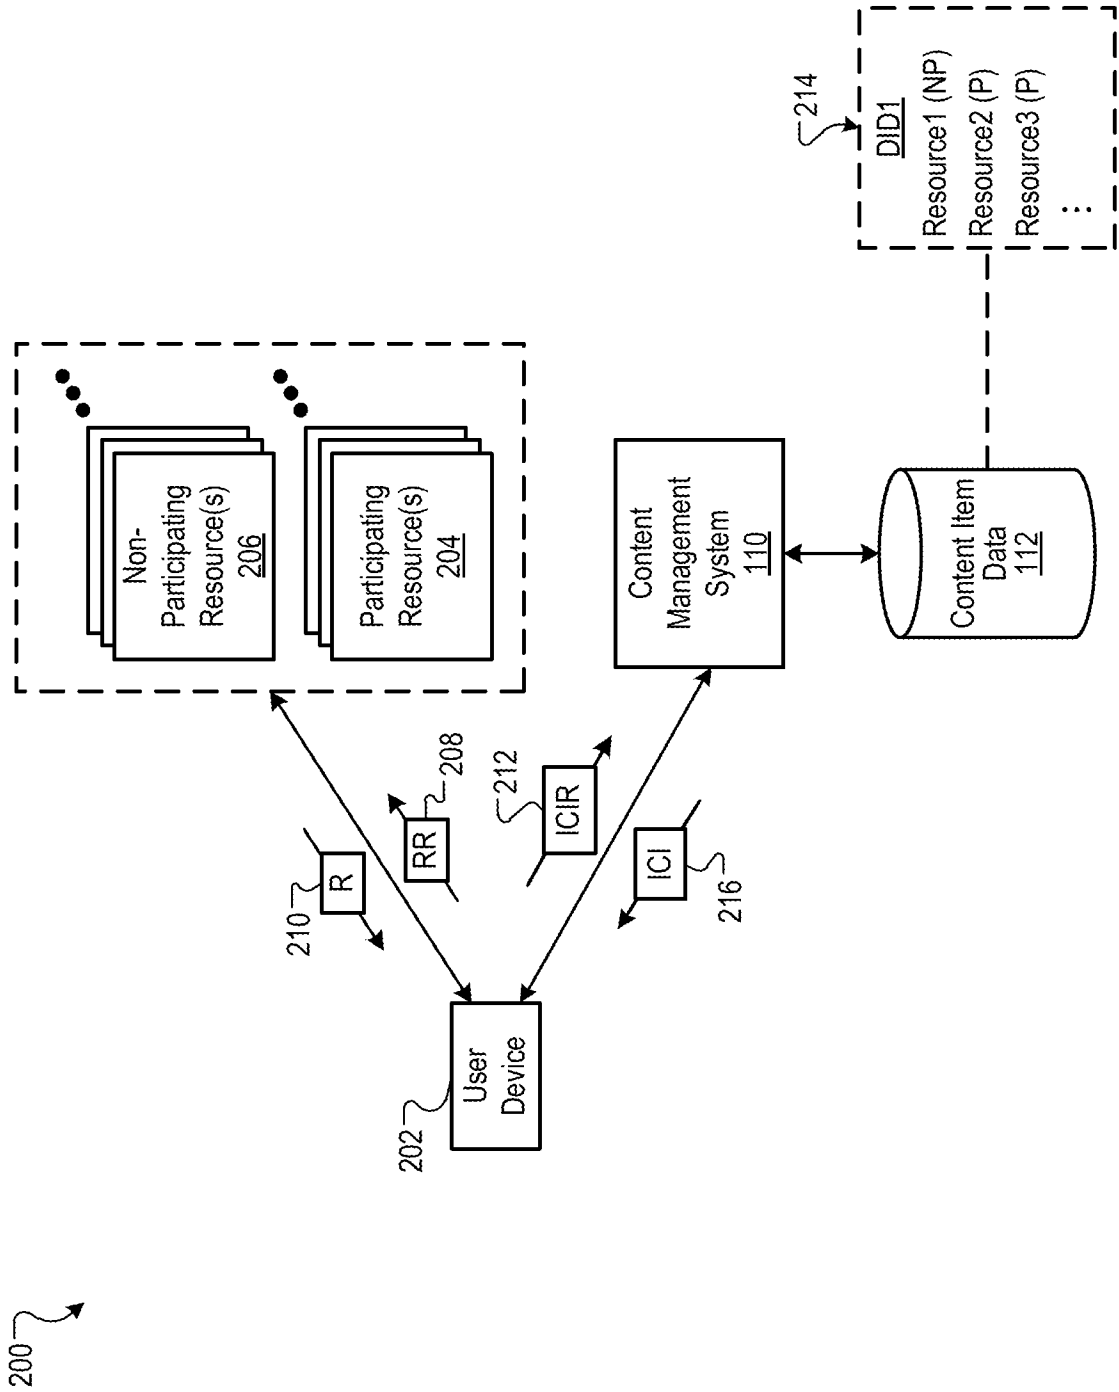 200
Non-
Participating
Resource(s)
206
Participating
Resource(s)
204
210
R
RR
208
202
User
Device
212
ICIR
ICI
216
Content
Management
System
110
Content Item
Data
112
214
DID1
Resource1 (NP)
Resource2 (P)
Resource3 (P)
⋮